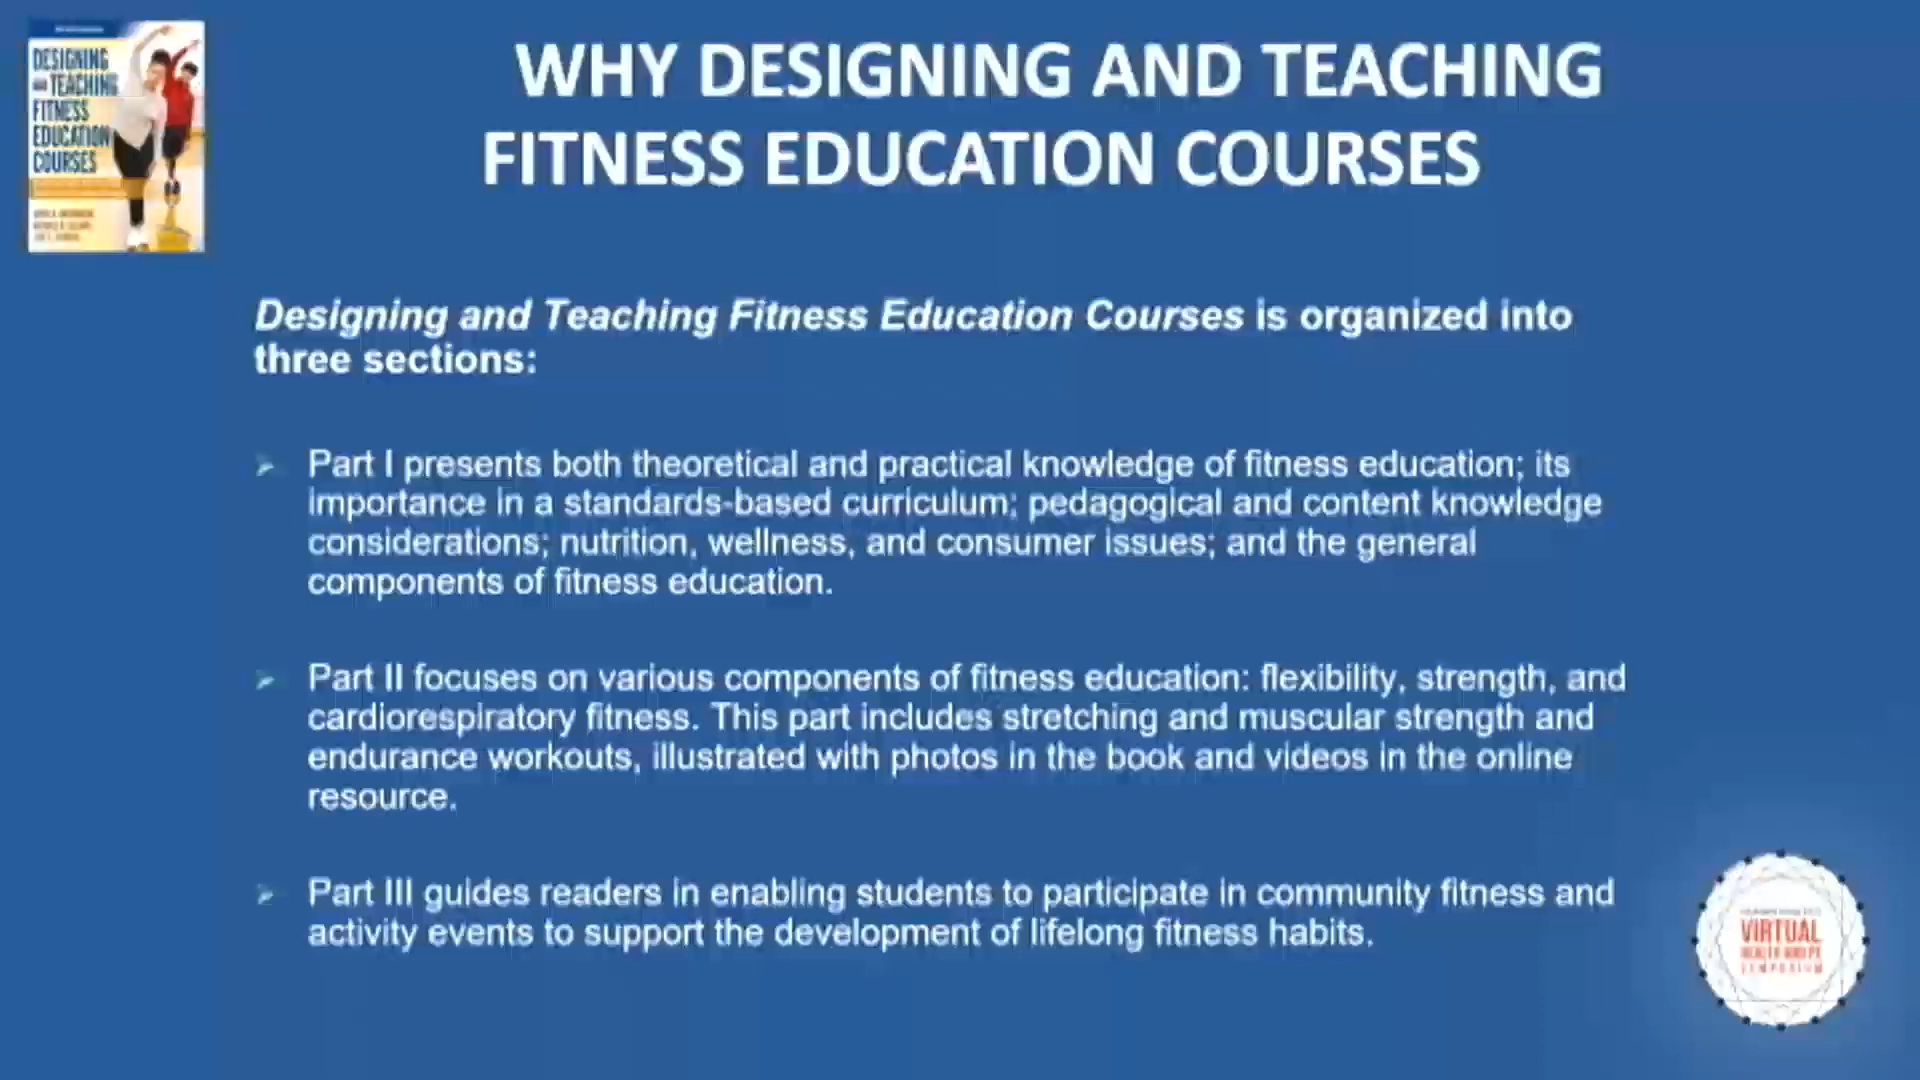 DESIGNING
AND TEACHING
FITNESS
EDUCATION
COURSES
WHY DESIGNING AND TEACHING
FITNESS EDUCATION COURSES
Designing and Teaching Fitness Education Courses is organized into
three sections:
➢ Part I presents both theoretical and practical knowledge of fitness education; its
importance in a standards-based curriculum; pedagogical and content knowledge
considerations; nutrition, wellness, and consumer issues; and the general
components of fitness education.
➢ Part II focuses on various components of fitness education: flexibility, strength, and
cardiorespiratory fitness. This part includes stretching and muscular strength and
endurance workouts, illustrated with photos in the book and videos in the online
resource.
➢ Part III guides readers in enabling students to participate in community fitness and
activity events to support the development of lifelong fitness habits.
VIRTUAL
HEALTH AND PE
SYMPOSIUM